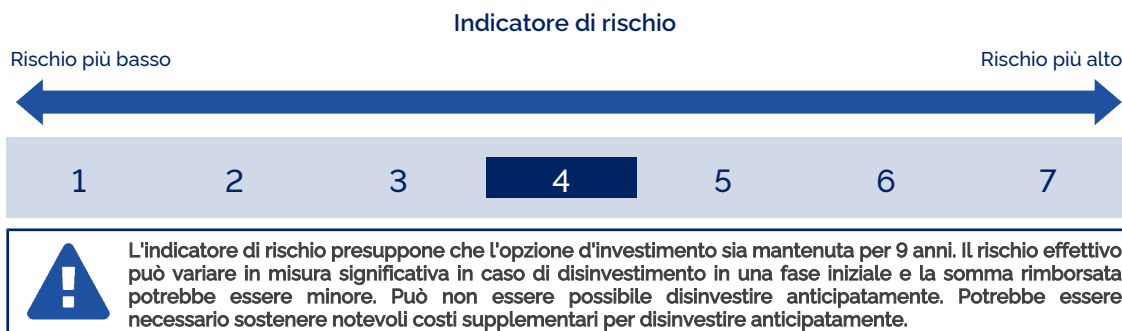 Indicatore di rischio
Rischio più basso Rischio più alto
1 2 3 4 5 6 7
L'indicatore di rischio presuppone che l'opzione d'investimento sia mantenuta per 9 anni. Il rischio effettivo
può variare in misura significativa in caso di disinvestimento in una fase iniziale e la somma rimborsata
potrebbe essere minore. Può non essere possibile disinvestire anticipatamente. Potrebbe essere
necessario sostenere notevoli costi supplementari per disinvestire anticipatamente.